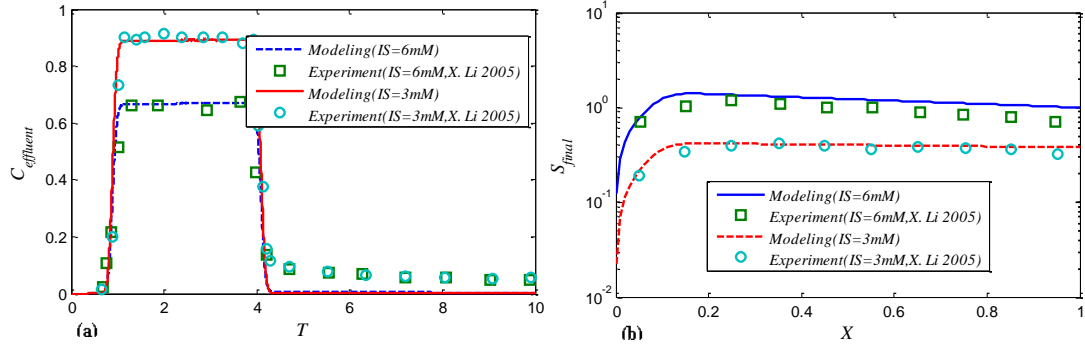 1
0.8
0.6
0.4
0.2
0
C_effluent
0 2 4 6 8 10
T
(a)
Modeling(IS=6mM)
Experiment(IS=6mM,X. Li 2005)
Modeling(IS=3mM)
Experiment(IS=3mM,X. Li 2005)
10^1
10^0
10^-1
10^-2
S_final
0 0.2 0.4 0.6 0.8 1
X
(b)
Modeling(IS=6mM)
Experiment(IS=6mM,X. Li 2005)
Modeling(IS=3mM)
Experiment(IS=3mM,X. Li 2005)